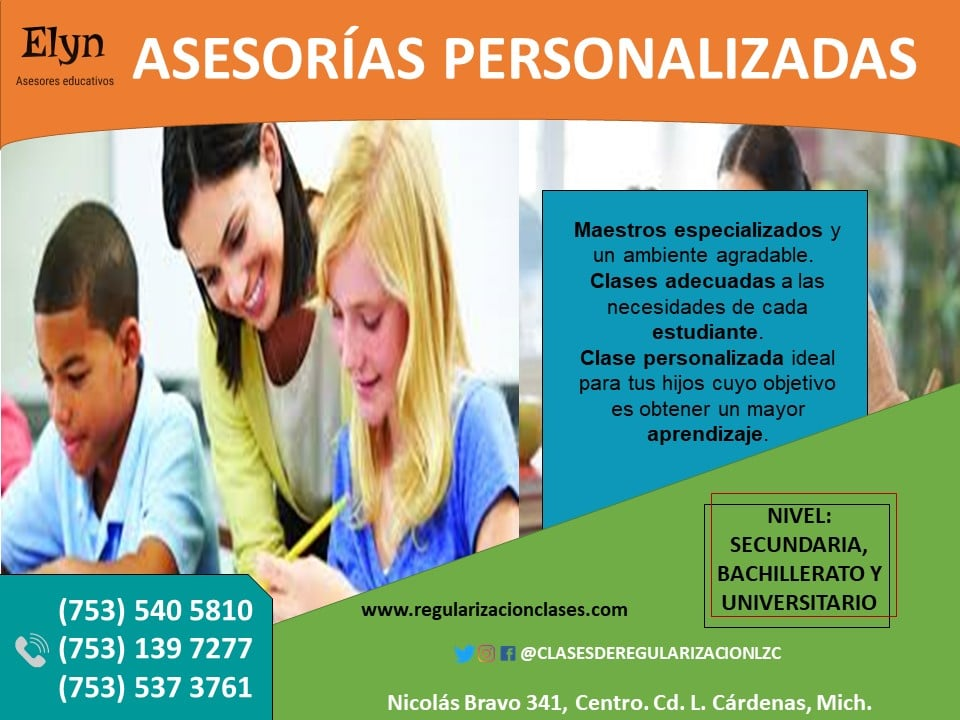 Elyn
Asesores educativos
ASESORÍAS PERSONALIZADAS
Maestros especializados y
un ambiente agradable.
Clases adecuadas a las
necesidades de cada
estudiante.
Clase personalizada ideal
para tus hijos cuyo objetivo
es obtener un mayor
aprendizaje.
NIVEL:
SECUNDARIA,
BACHILLERATO Y
UNIVERSITARIO
(753) 540 5810
(753) 139 7277
(753) 537 3761
www.regularizacionclases.com
@CLASESDEREGULARIZACIONLZC
Nicolás Bravo 341, Centro. Cd. L. Cárdenas, Mich.